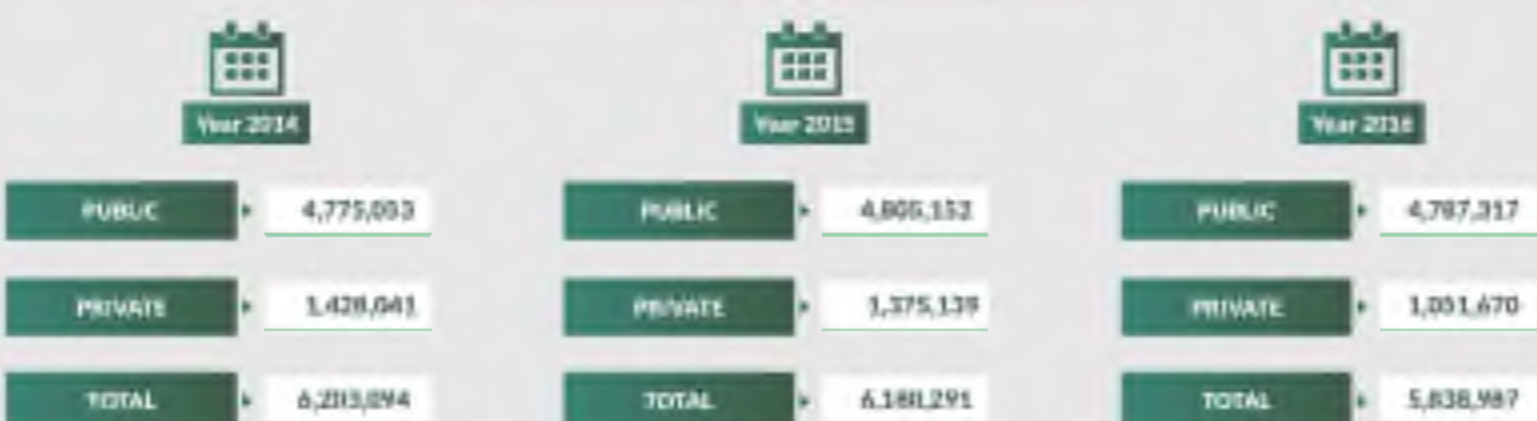 Year 2014 Year 2015 Year 2016
PUBLIC 4,775,053 PUBLIC 4,805,152 PUBLIC 4,787,317
PRIVATE 1,428,041 PRIVATE 1,375,139 PRIVATE 1,051,670
TOTAL 6,203,094 TOTAL 6,180,291 TOTAL 5,838,987